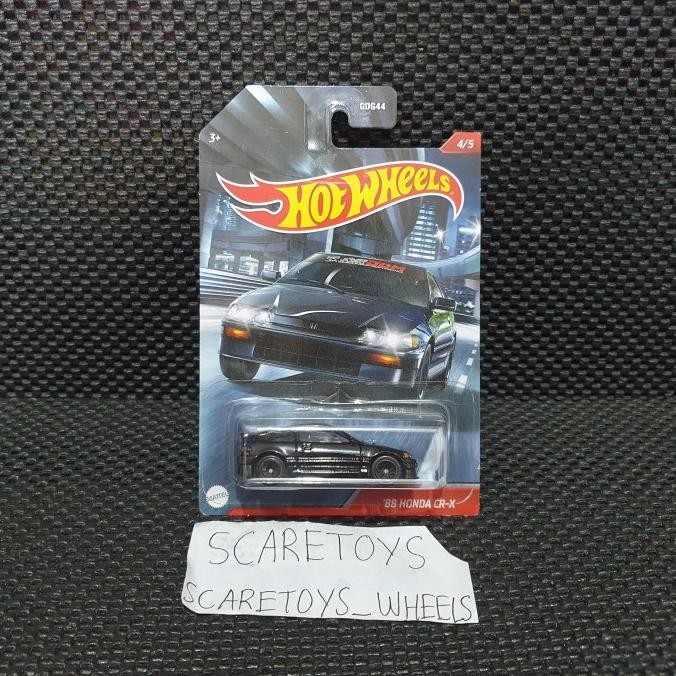 GDG44
3+
4/5
HOT WHEELS
MATTEL
'88 HONDA CR-X
SCARETOYS
SCARETOYS_WHEELS